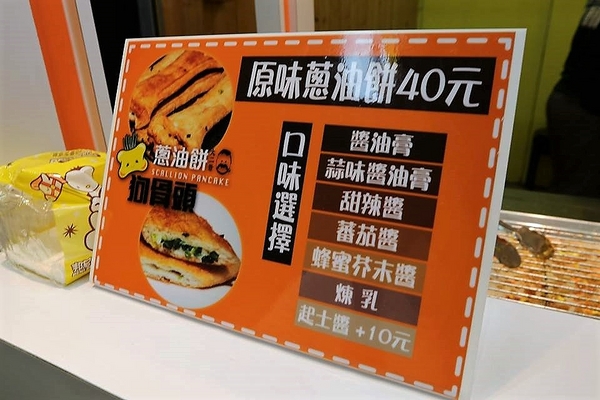 原味蔥油餅40元
蔥油餅
SCALLION PANCAKE
狗骨頭
口味選擇
醬油膏
蒜味醬油膏
甜辣醬
蕃茄醬
蜂蜜芥末醬
煉乳
起士醬+10元